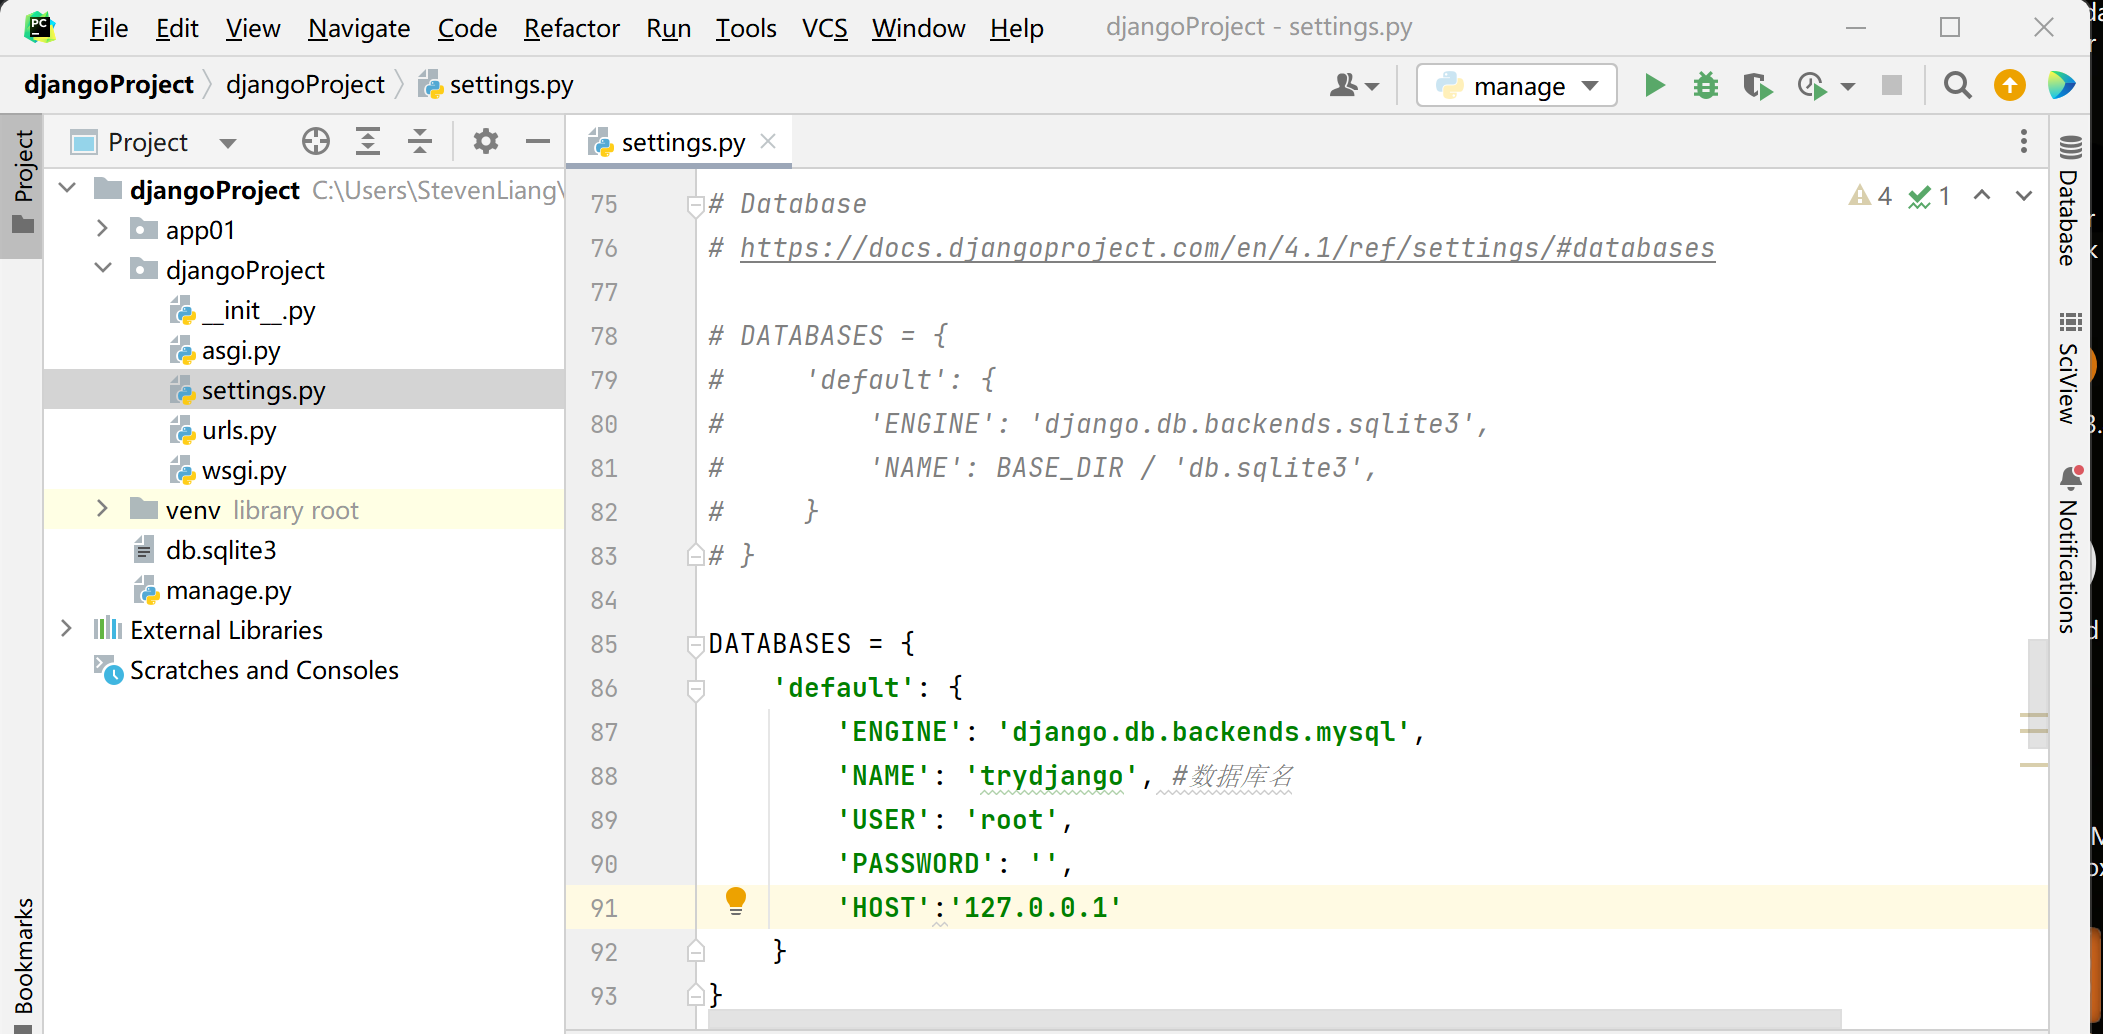 File Edit View Navigate Code Refactor Run Tools VCS Window Help djangoProject - settings.py
djangoProject djangoProject settings.py manage
Project
Project
settings.py
djangoProject C:\Users\StevenLiang\
app01
djangoProject
__init__.py
asgi.py
settings.py
urls.py
wsgi.py
venv library root
db.sqlite3
manage.py
External Libraries
Scratches and Consoles
Bookmarks
4 1
75 # Database
76 # https://docs.djangoproject.com/en/4.1/ref/settings/#databases
77
78 # DATABASES = {
79 #     'default': {
80 #         'ENGINE': 'django.db.backends.sqlite3',
81 #         'NAME': BASE_DIR / 'db.sqlite3',
82 #     }
83 # }
84
85 DATABASES = {
86     'default': {
87         'ENGINE': 'django.db.backends.mysql',
88         'NAME': 'trydjango', #数据库名
89         'USER': 'root',
90         'PASSWORD': '',
91         'HOST':'127.0.0.1'
92     }
93 }
Database
SciView
Notifications